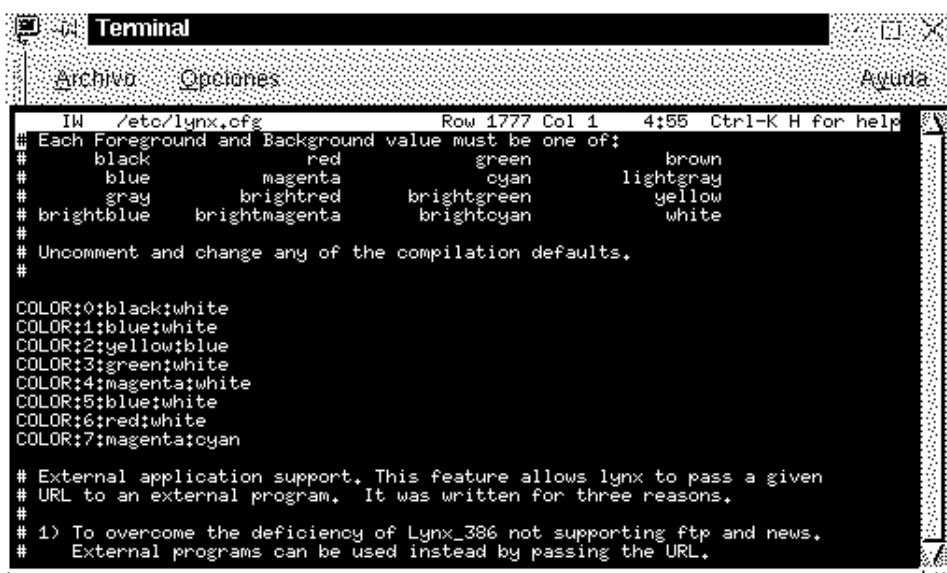 Terminal
Archivo Opciones Ayuda
IW /etc/lynx.cfg Row 1777 Col 1 4:55 Ctrl-K H for help
# Each Foreground and Background value must be one of:
# black red green brown
# blue magenta cyan lightgray
# gray brightred brightgreen yellow
# brightblue brightmagenta brightcyan white
#
# Uncomment and change any of the compilation defaults.
#
COLOR:0:black:white
COLOR:1:blue:white
COLOR:2:yellow:blue
COLOR:3:green:white
COLOR:4:magenta:white
COLOR:5:blue:white
COLOR:6:red:white
COLOR:7:magenta:cyan
# External application support. This feature allows lynx to pass a given
# URL to an external program. It was written for three reasons.
#
# 1) To overcome the deficiency of Lynx_386 not supporting ftp and news.
# External programs can be used instead by passing the URL.